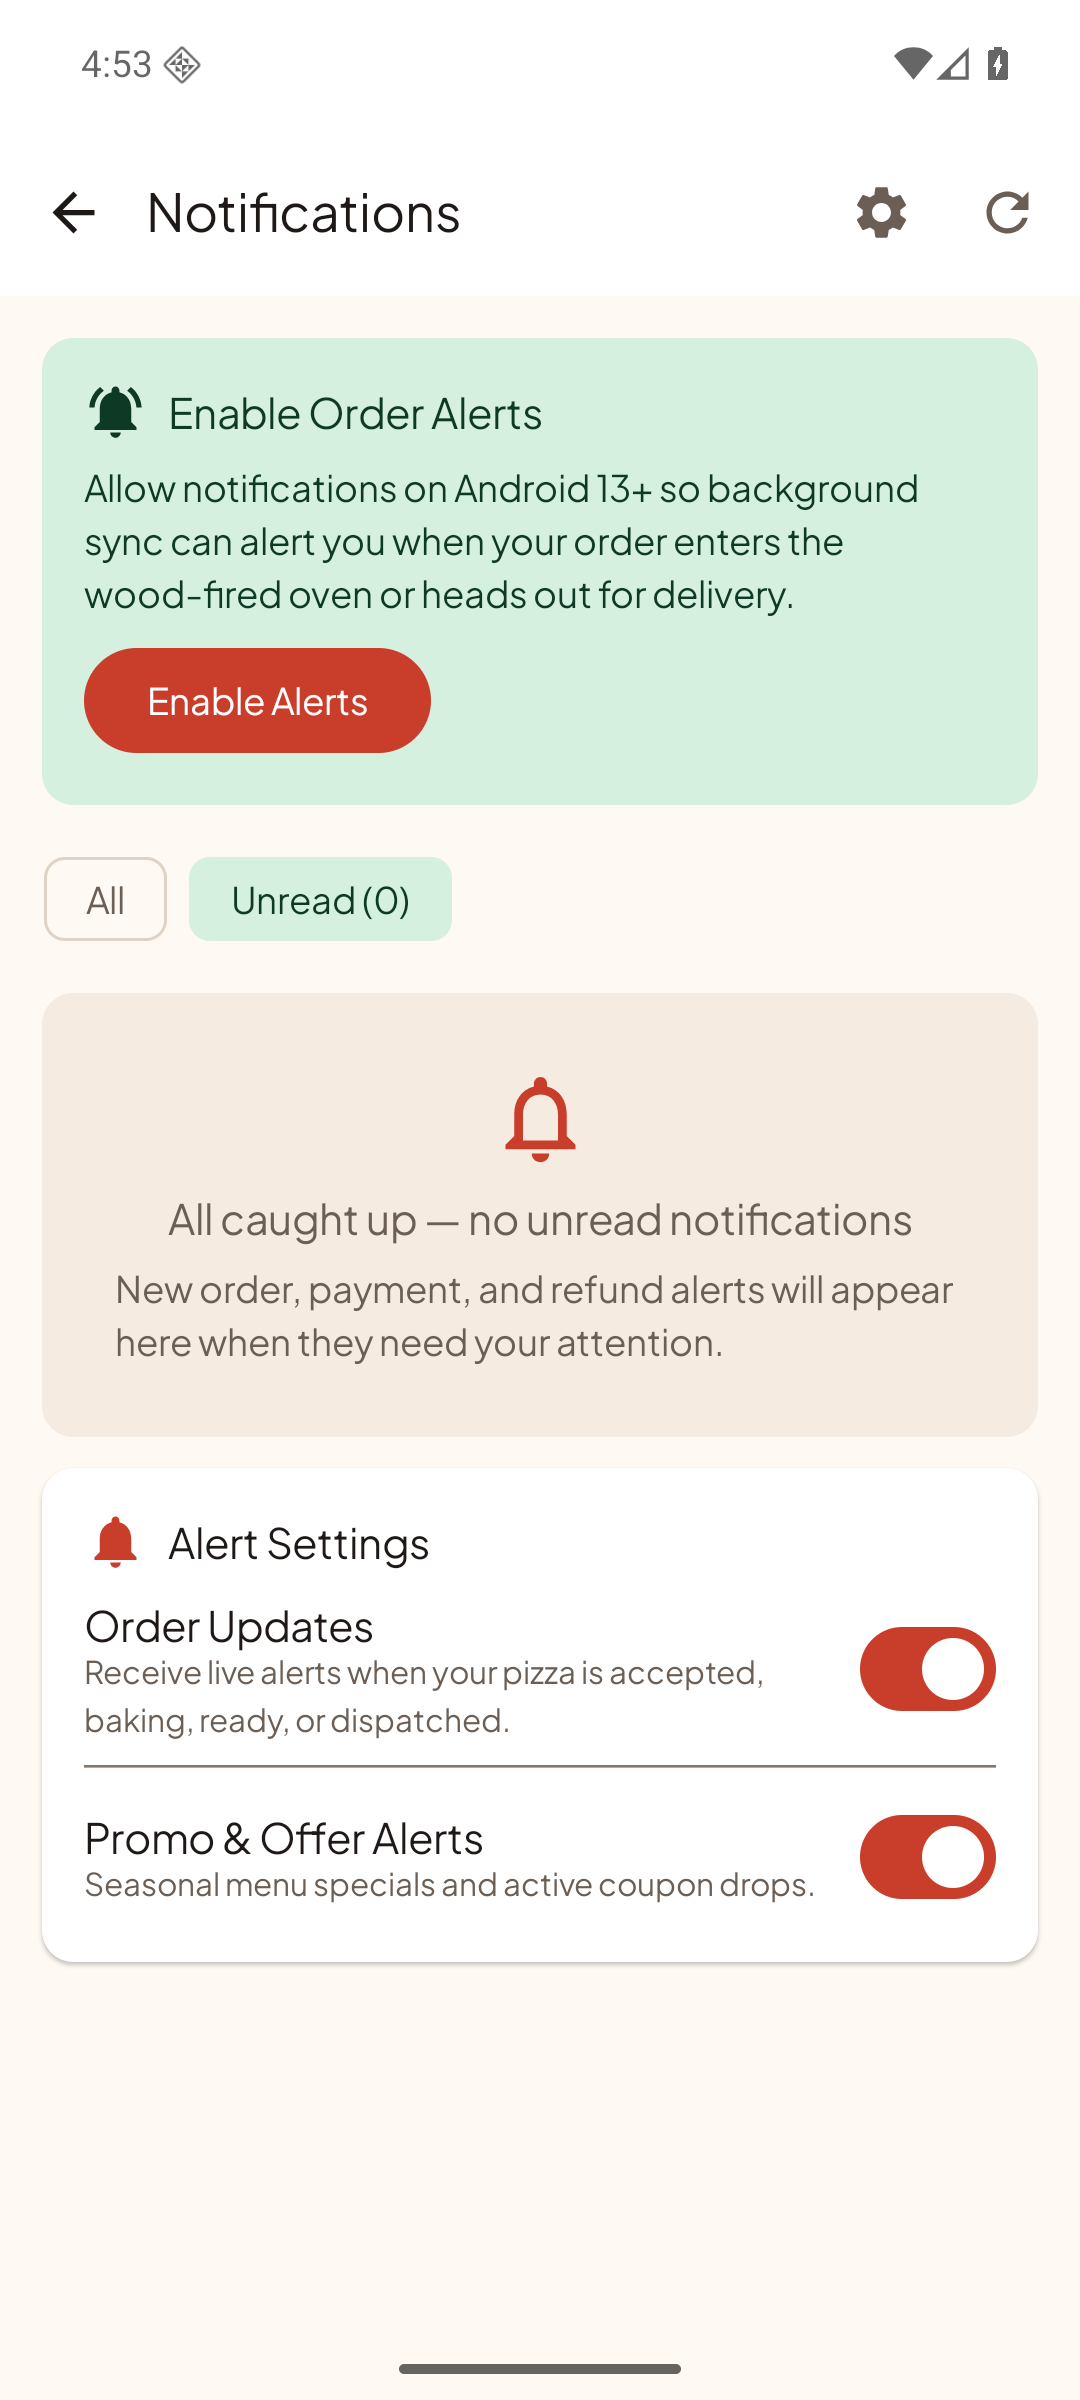 4:53
Notifications
Enable Order Alerts
Allow notifications on Android 13+ so background
sync can alert you when your order enters the
wood-fired oven or heads out for delivery.
Enable Alerts
All
Unread (0)
All caught up — no unread notifications
New order, payment, and refund alerts will appear
here when they need your attention.
Alert Settings
Order Updates
Receive live alerts when your pizza is accepted,
baking, ready, or dispatched.
Promo & Offer Alerts
Seasonal menu specials and active coupon drops.